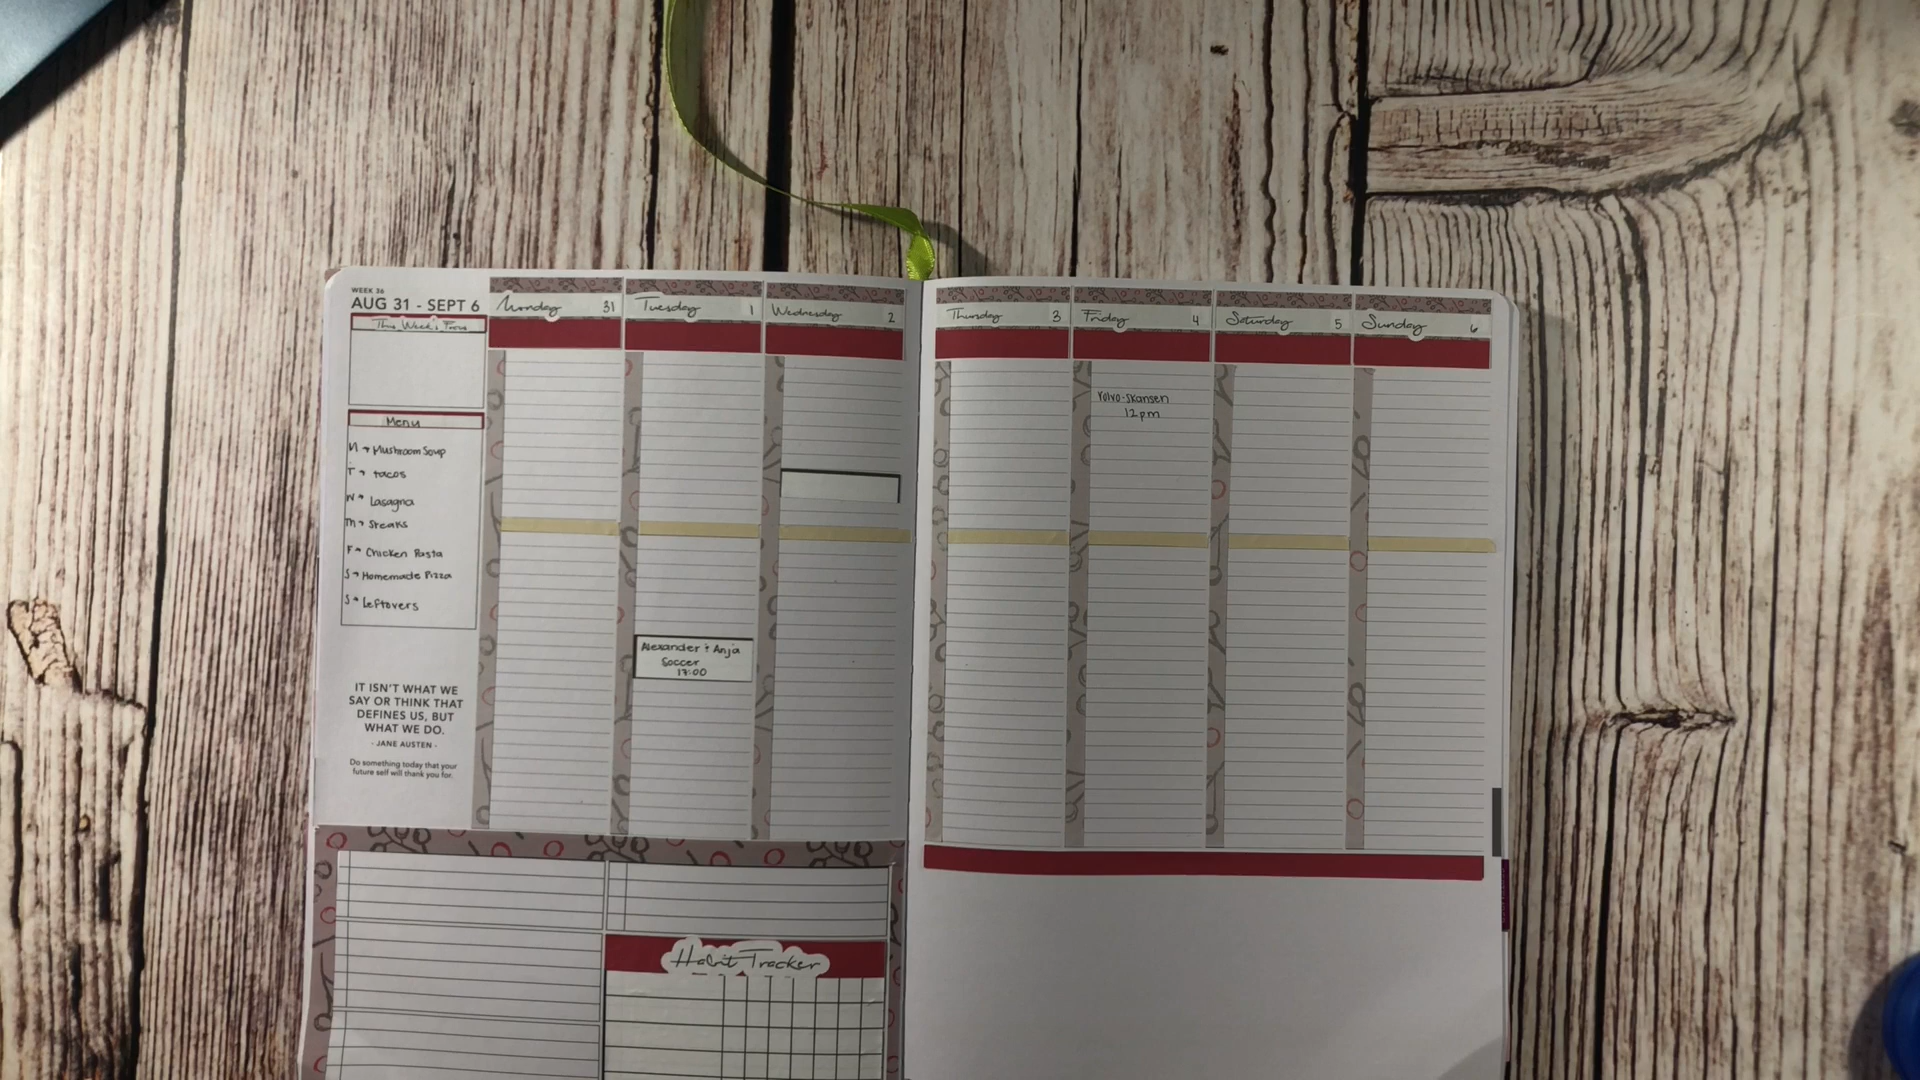 WEEK 36
AUG 31 - SEPT 6
This Week's Focus
Menu
M → Mushroom Soup
T → tacos
W → Lasagna
TH → Steaks
F → Chicken Pasta
S → Homemade Pizza
S → Leftovers
IT ISN'T WHAT WE
SAY OR THINK THAT
DEFINES US, BUT
WHAT WE DO.
- JANE AUSTEN -
Do something today that your
future self will thank you for.
Monday 31
Tuesday 1
Alexander & Anja
Soccer
17:00
Wednesday 2
Thursday 3
Friday 4
Volvo-Skansen
12pm
Saturday 5
Sunday 6
Habit Tracker